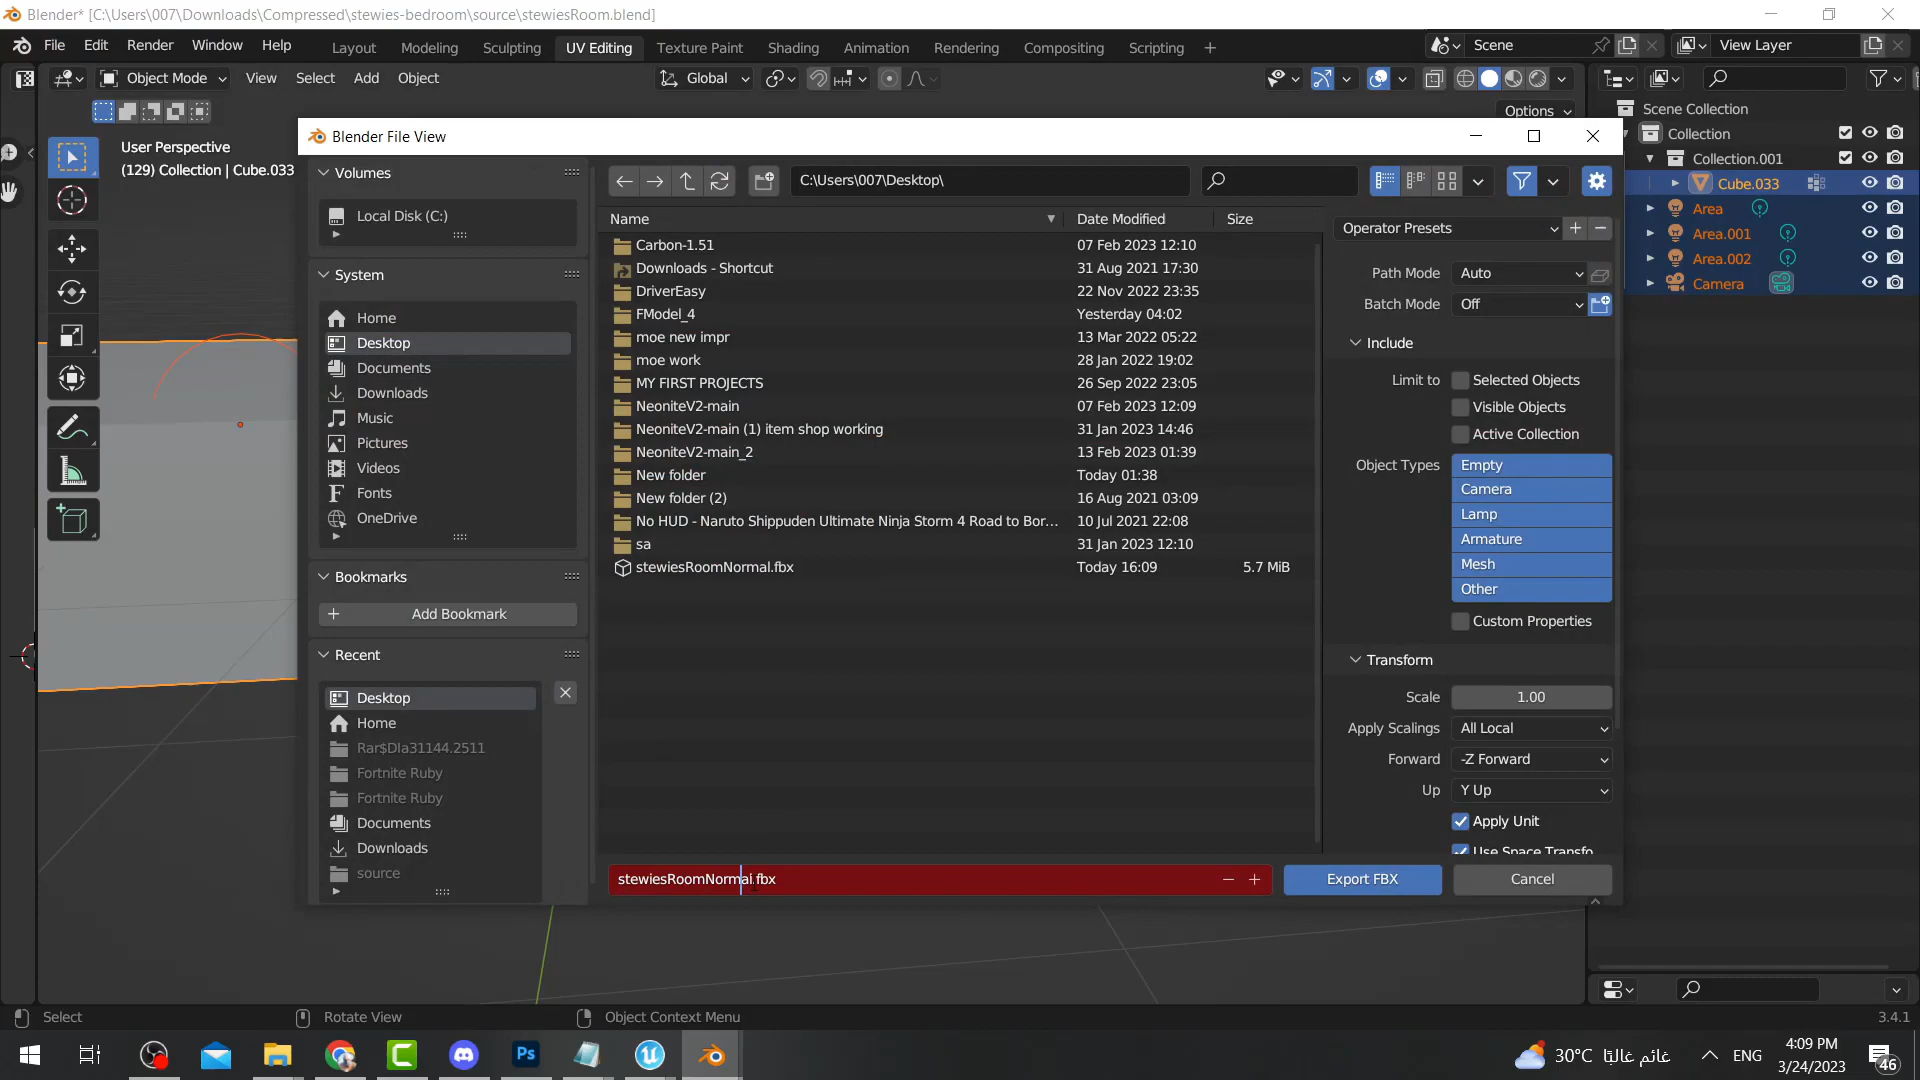 Blender* [C:\Users\007\Downloads\Compressed\stewies-bedroom\source\stewiesRoom.blend]
File Edit Render Window Help
Layout Modeling Sculpting UV Editing Texture Paint Shading Animation Rendering Compositing Scripting
Scene
View Layer
Object Mode View Select Add Object
Global
Options
User Perspective
(129) Collection | Cube.033
Scene Collection
Collection
Collection.001
Cube.033
Area
Area.001
Area.002
Camera
Blender File View
Volumes
Local Disk (C:)
System
Home
Desktop
Documents
Downloads
Music
Pictures
Videos
Fonts
OneDrive
Bookmarks
Add Bookmark
Recent
Desktop
Home
Rar$DIa31144.2511
Fortnite Ruby
Fortnite Ruby
Documents
Downloads
source
C:\Users\007\Desktop\
Name Date Modified Size
Carbon-1.51 07 Feb 2023 12:10
Downloads - Shortcut 31 Aug 2021 17:30
DriverEasy 22 Nov 2022 23:35
FModel_4 Yesterday 04:02
moe new impr 13 Mar 2022 05:22
moe work 28 Jan 2022 19:02
MY FIRST PROJECTS 26 Sep 2022 23:05
NeoniteV2-main 07 Feb 2023 12:09
NeoniteV2-main (1) item shop working 31 Jan 2023 14:46
NeoniteV2-main_2 13 Feb 2023 01:39
New folder Today 01:38
New folder (2) 16 Aug 2021 03:09
No HUD - Naruto Shippuden Ultimate Ninja Storm 4 Road to Bor... 10 Jul 2021 22:08
sa 31 Jan 2023 12:10
stewiesRoomNormal.fbx Today 16:09 5.7 MiB
Operator Presets
Path Mode Auto
Batch Mode Off
Include
Limit to Selected Objects
Visible Objects
Active Collection
Object Types Empty
Camera
Lamp
Armature
Mesh
Other
Custom Properties
Transform
Scale 1.00
Apply Scalings All Local
Forward -Z Forward
Up Y Up
Apply Unit
Use Space Transfo
stewiesRoomNormal.fbx
Export FBX
Cancel
Select
Rotate View
Object Context Menu
3.4.1
Ps
30°C غائم غالبًا
ENG
4:09 PM
3/24/2023
46